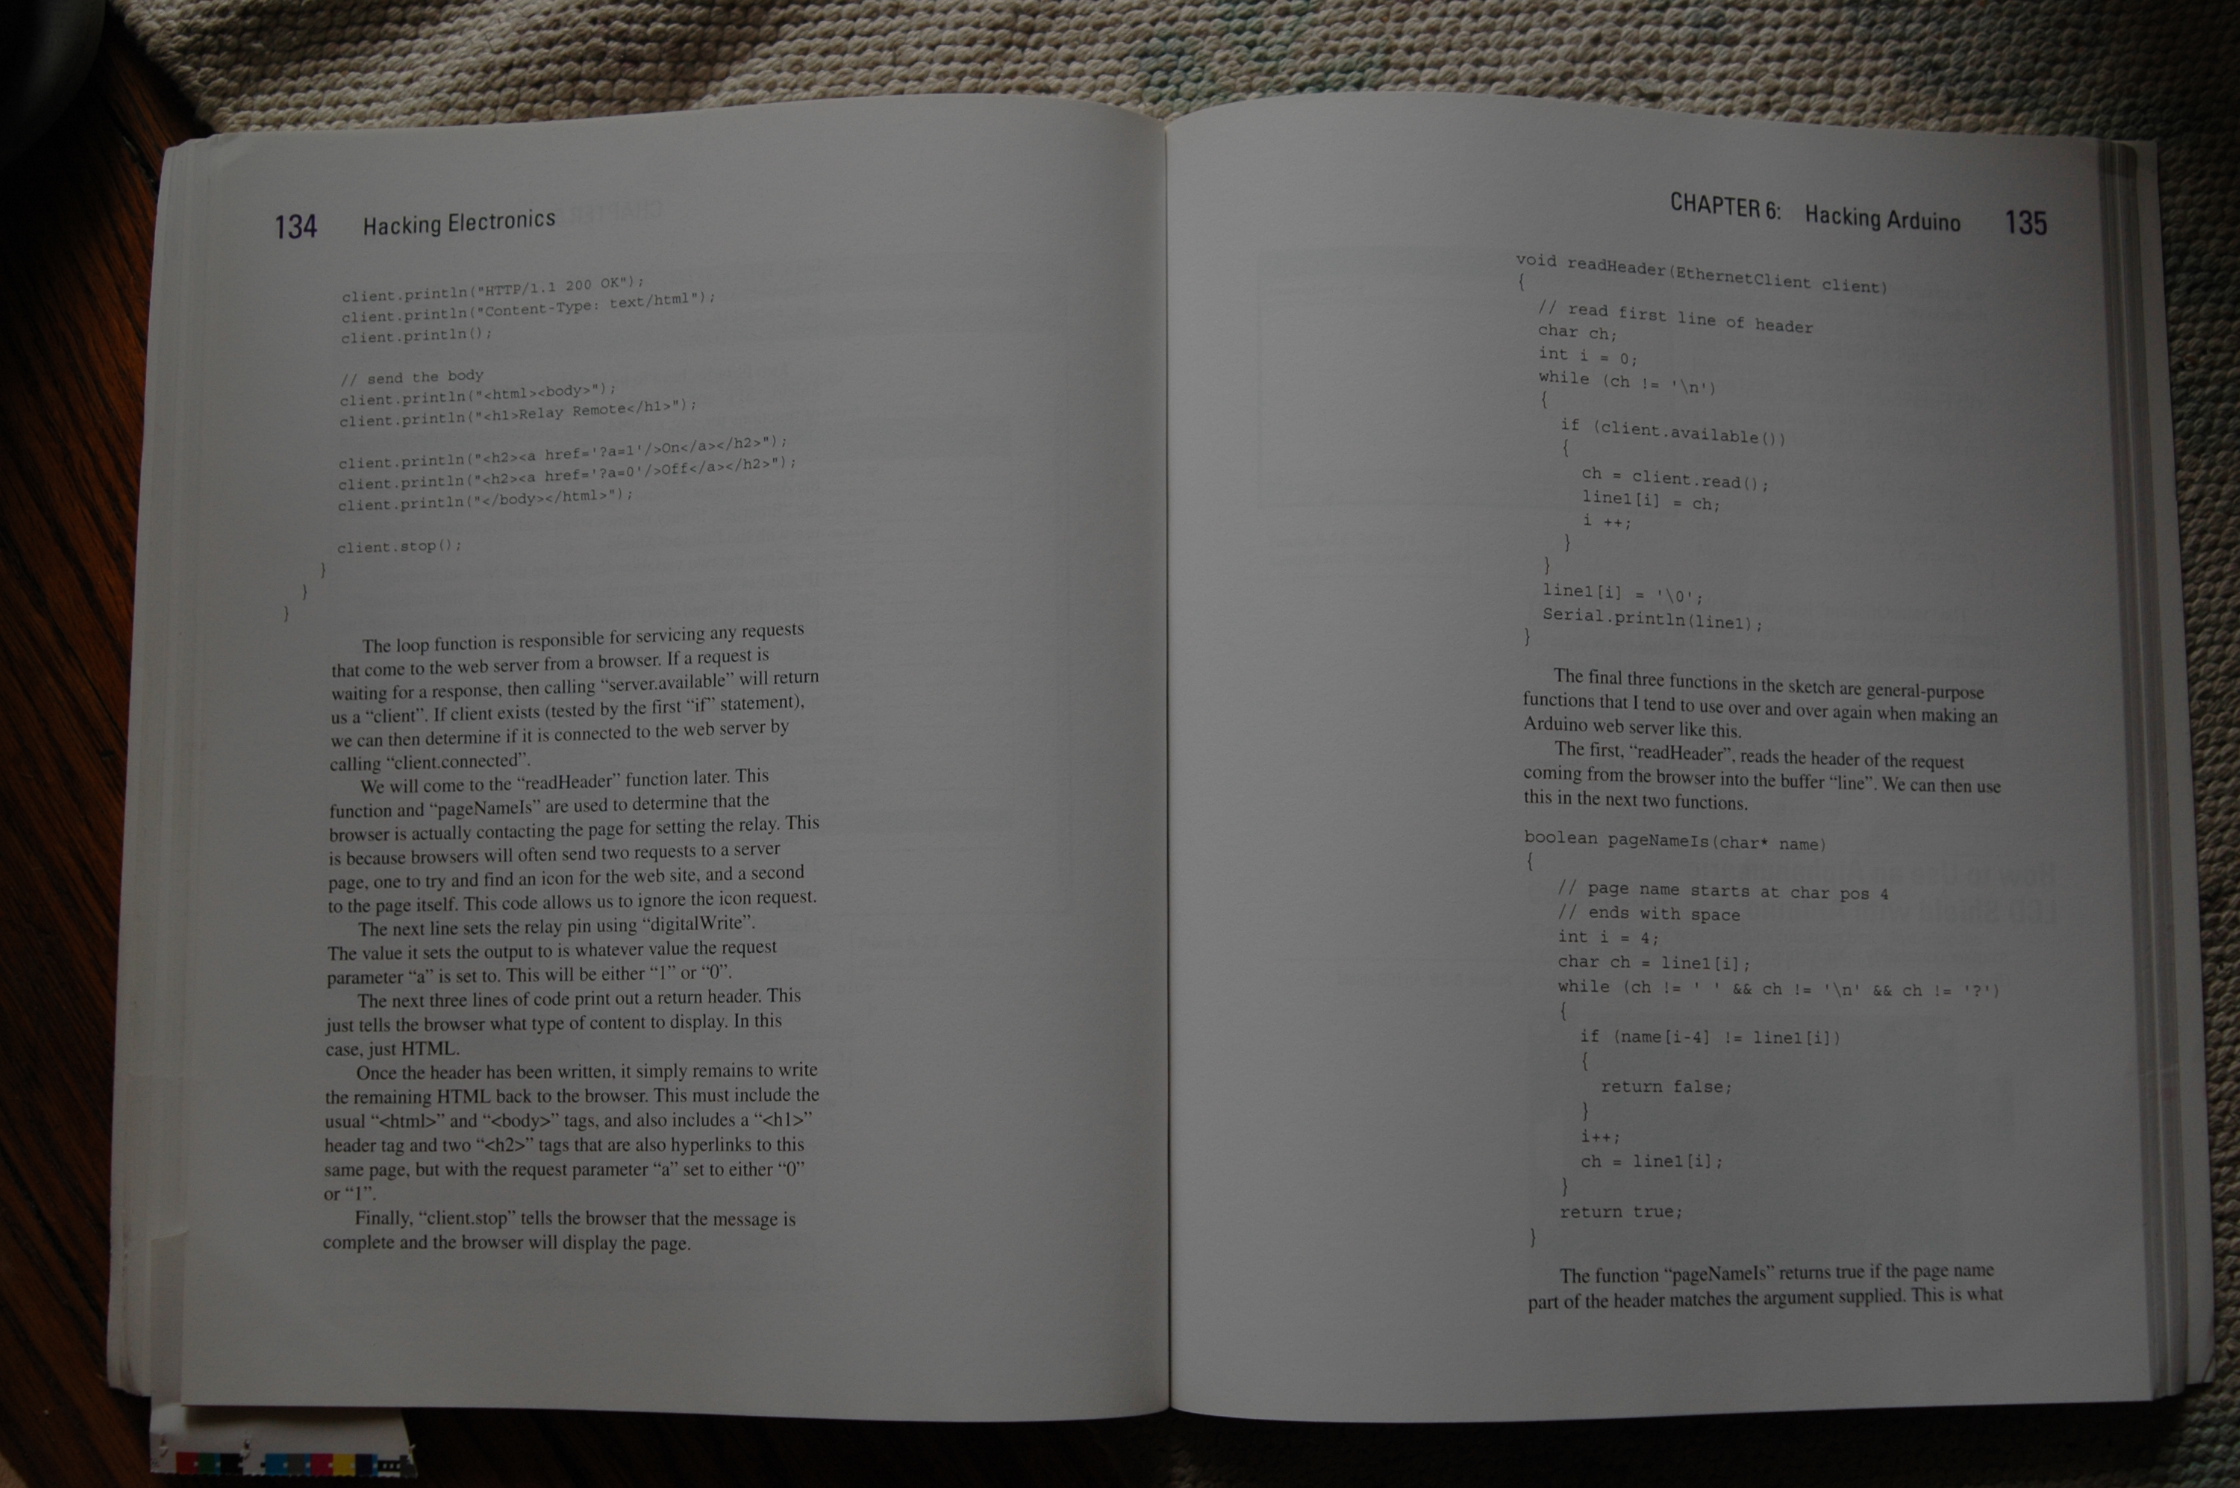 134 Hacking Electronics
client.println("HTTP/1.1 200 OK");
client.println("Content-Type: text/html");
client.println();
// send the body
client.println("<html><body>");
client.println("<h1>Relay Remote</h1>");
client.println("<h2><a href='?a=1'/>On</a></h2>");
client.println("<h2><a href='?a=0'/>Off</a></h2>");
client.println("</body></html>");
client.stop();
}
}
}
The loop function is responsible for servicing any requests
that come to the web server from a browser. If a request is
waiting for a response, then calling “server.available” will return
us a “client”. If client exists (tested by the first “if” statement),
we can then determine if it is connected to the web server by
calling “client.connected”.
We will come to the “readHeader” function later. This
function and “pageNameIs” are used to determine that the
browser is actually contacting the page for setting the relay. This
is because browsers will often send two requests to a server
page, one to try and find an icon for the web site, and a second
to the page itself. This code allows us to ignore the icon request.
The next line sets the relay pin using “digitalWrite”.
The value it sets the output to is whatever value the request
parameter “a” is set to. This will be either “1” or “0”.
The next three lines of code print out a return header. This
just tells the browser what type of content to display. In this
case, just HTML.
Once the header has been written, it simply remains to write
the remaining HTML back to the browser. This must include the
usual “<html>” and “<body>” tags, and also includes a “<h1>”
header tag and two “<h2>” tags that are also hyperlinks to this
same page, but with the request parameter “a” set to either “0”
or “1”.
Finally, “client.stop” tells the browser that the message is
complete and the browser will display the page.
CHAPTER 6: Hacking Arduino 135
void readHeader(EthernetClient client)
{
// read first line of header
char ch;
int i = 0;
while (ch != '\n')
{
if (client.available())
{
ch = client.read();
line1[i] = ch;
i ++;
}
}
line1[i] = '\0';
Serial.println(line1);
}
The final three functions in the sketch are general-purpose
functions that I tend to use over and over again when making an
Arduino web server like this.
The first, “readHeader”, reads the header of the request
coming from the browser into the buffer “line”. We can then use
this in the next two functions.
boolean pageNameIs(char* name)
{
// page name starts at char pos 4
// ends with space
int i = 4;
char ch = line1[i];
while (ch != ' ' && ch != '\n' && ch != '?')
{
if (name[i-4] != line1[i])
{
return false;
}
i++;
ch = line1[i];
}
return true;
}
The function “pageNameIs” returns true if the page name
part of the header matches the argument supplied. This is what